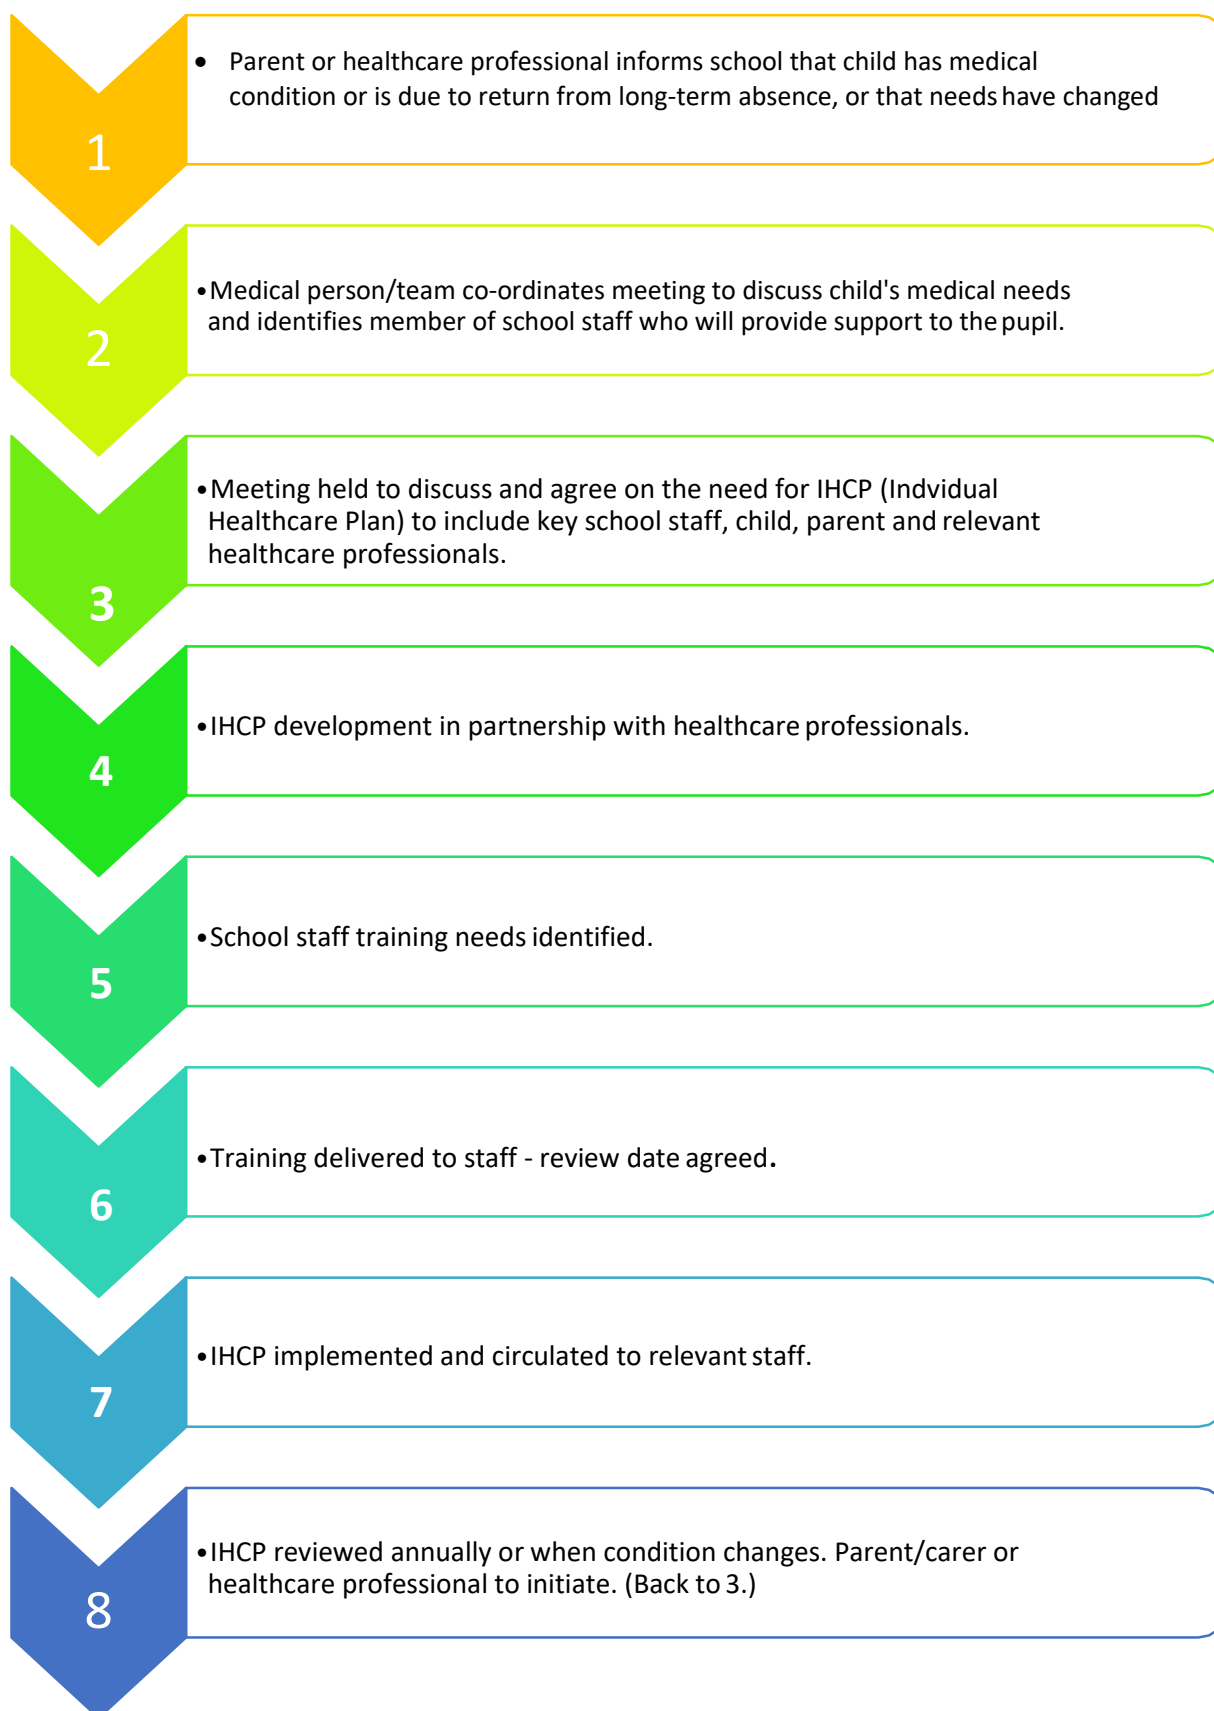 • Parent or healthcare professional informs school that child has medical
condition or is due to return from long-term absence, or that needs have changed
1
•Medical person/team co-ordinates meeting to discuss child's medical needs
and identifies member of school staff who will provide support to the pupil.
2
•Meeting held to discuss and agree on the need for IHCP (Indvidual
Healthcare Plan) to include key school staff, child, parent and relevant
healthcare professionals.
3
•IHCP development in partnership with healthcare professionals.
4
•School staff training needs identified.
5
•Training delivered to staff - review date agreed.
6
•IHCP implemented and circulated to relevant staff.
7
•IHCP reviewed annually or when condition changes. Parent/carer or
healthcare professional to initiate. (Back to 3.)
8